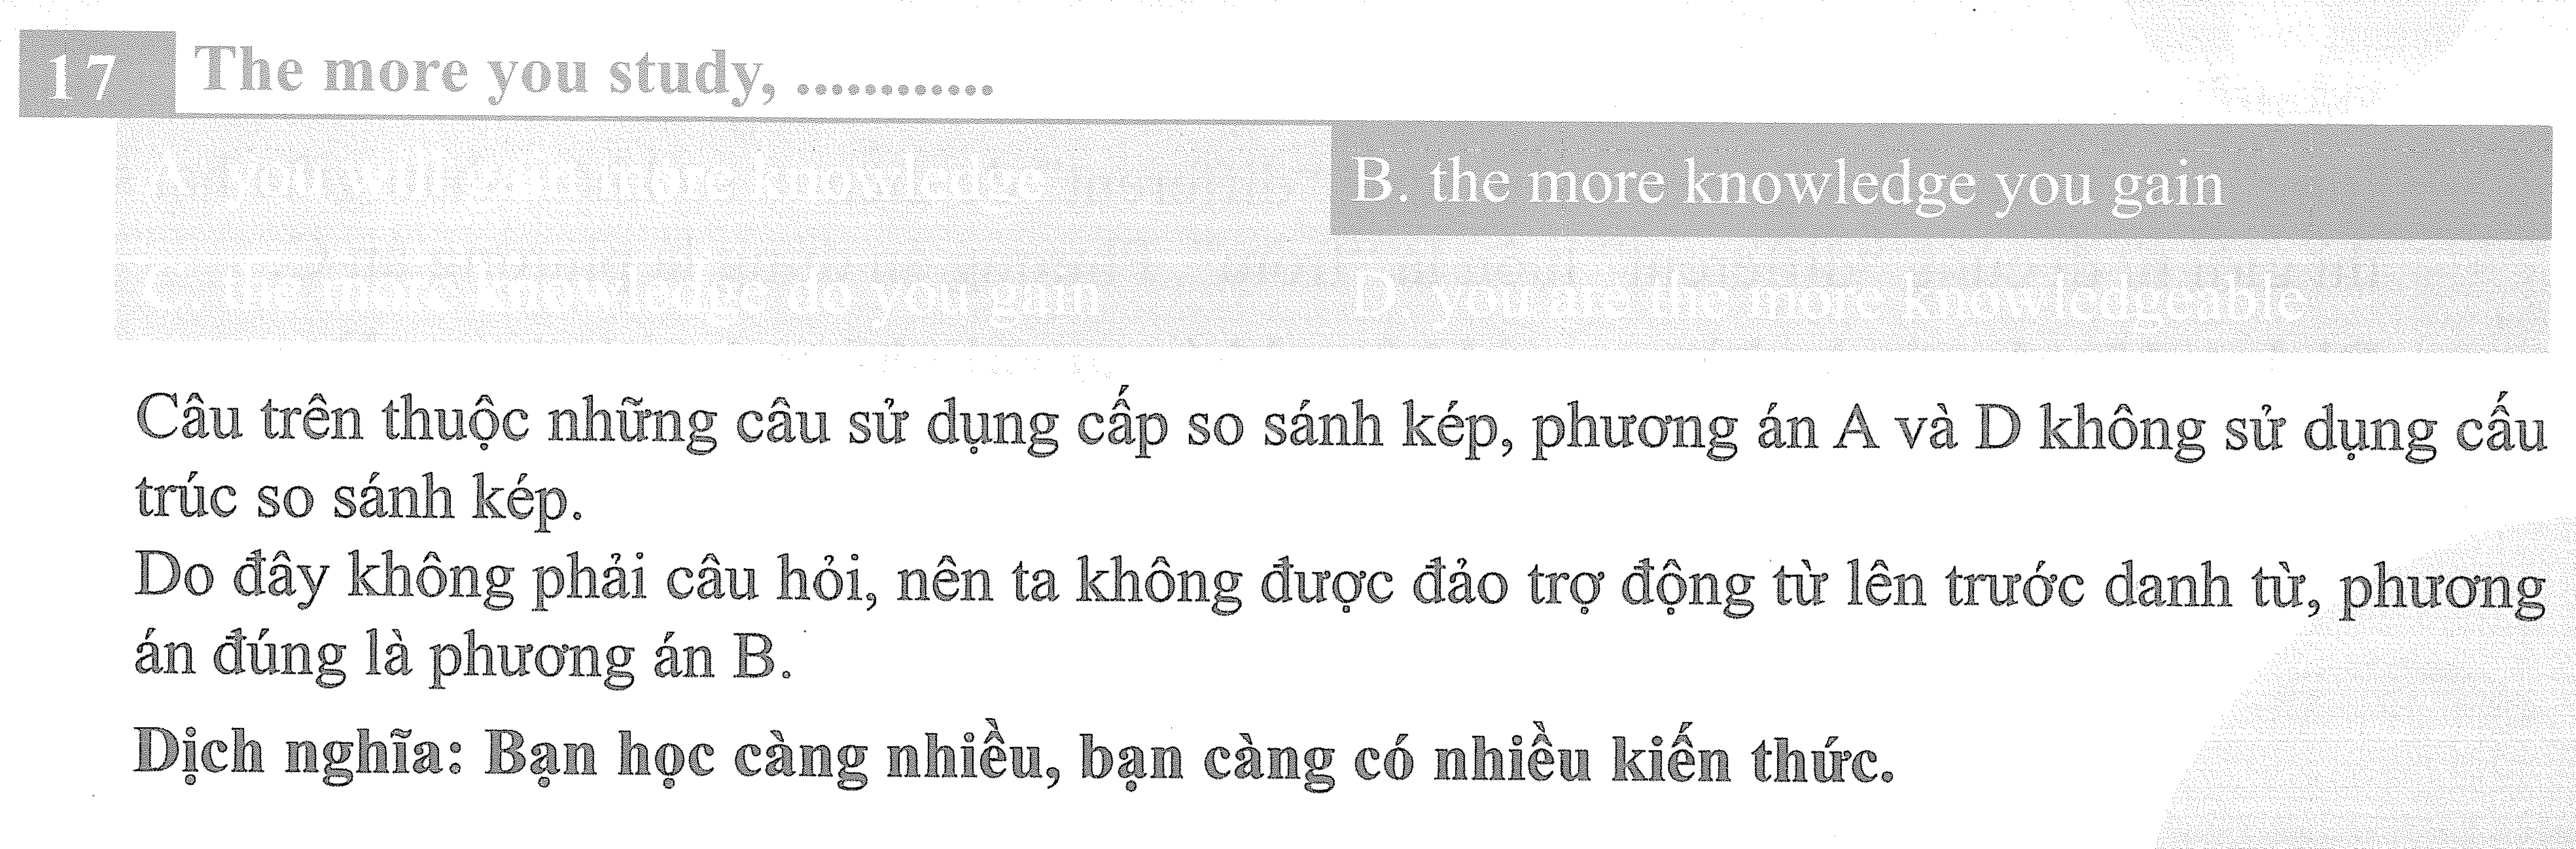 17 The more you study, ............
A. you will gain more knowledge B. the more knowledge you gain
C. the more knowledge do you gain D. you are the more knowledgeable
Câu trên thuộc những câu sử dụng cấp so sánh kép, phương án A và D không sử dụng cấu
trúc so sánh kép.
Do đây không phải câu hỏi, nên ta không được đảo trợ động từ lên trước danh từ, phương
án đúng là phương án B.
Dịch nghĩa: Bạn học càng nhiều, bạn càng có nhiều kiến thức.